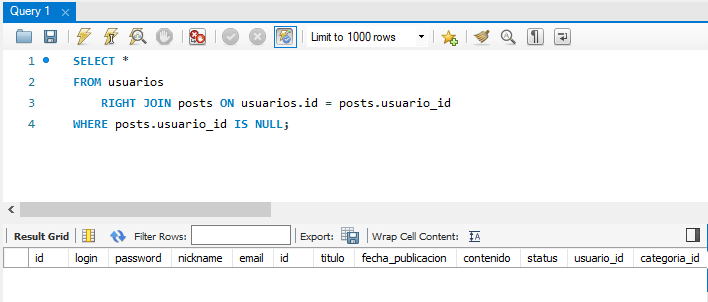 Query 1
Limit to 1000 rows
1 SELECT *
2 FROM usuarios
3 RIGHT JOIN posts ON usuarios.id = posts.usuario_id
4 WHERE posts.usuario_id IS NULL;
Result Grid Filter Rows: Export: Wrap Cell Content:
id login password nickname email id titulo fecha_publicacion contenido status usuario_id categoria_id